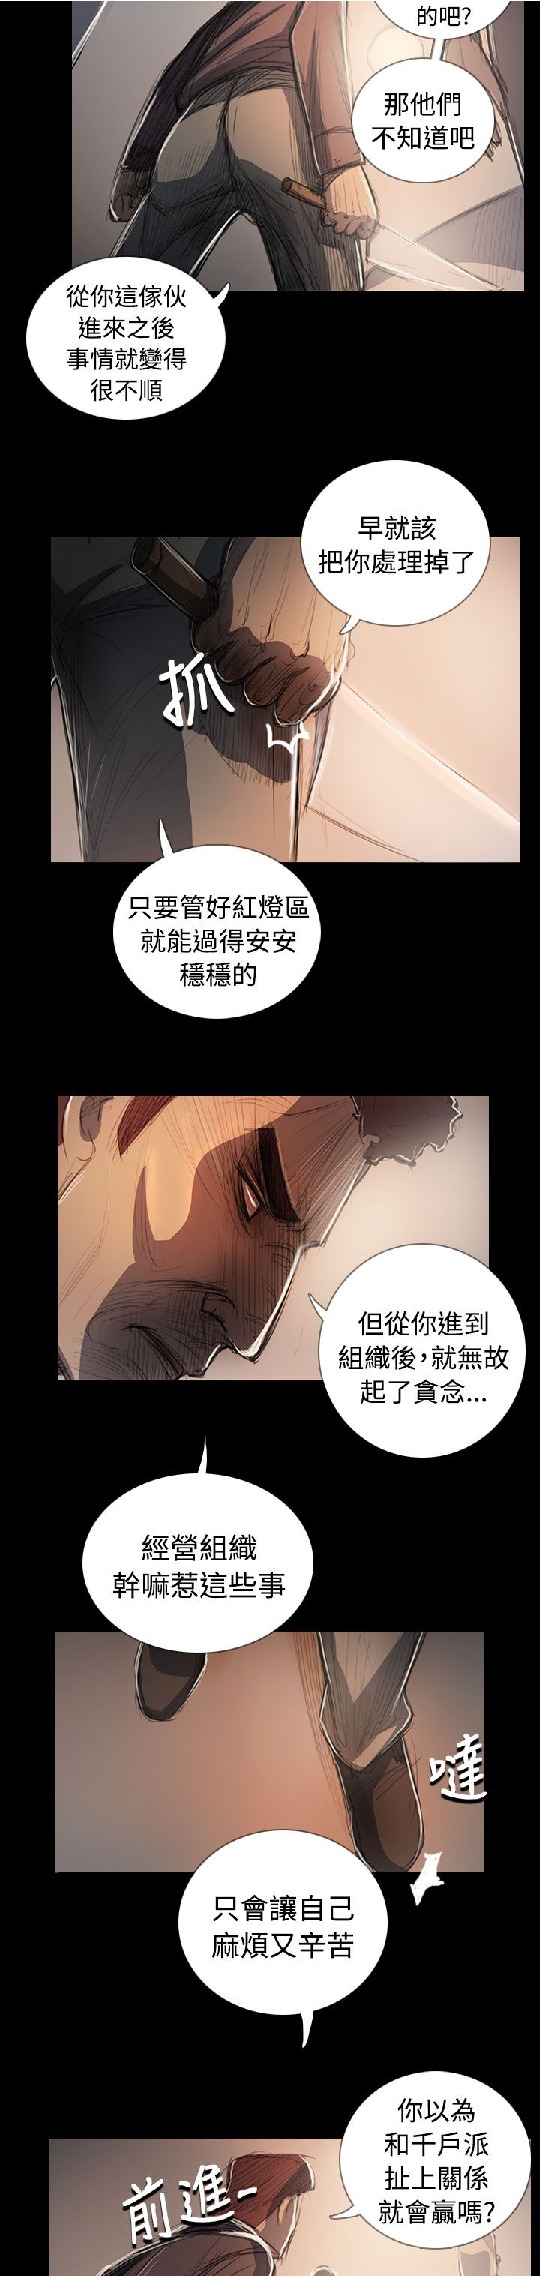 的吧?
那他們
不知道吧
從你這傢伙
進來之後
事情就變得
很不順
早就該
把你處理掉了
抓
只要管好紅燈區
就能過得安安
穩穩的
但從你進到
組織後，就無故
起了貪念...
經營組織
幹嘛惹這些事
噠
只會讓自己
麻煩又辛苦
你以為
和千戶派
扯上關係
就會贏嗎?
前進-